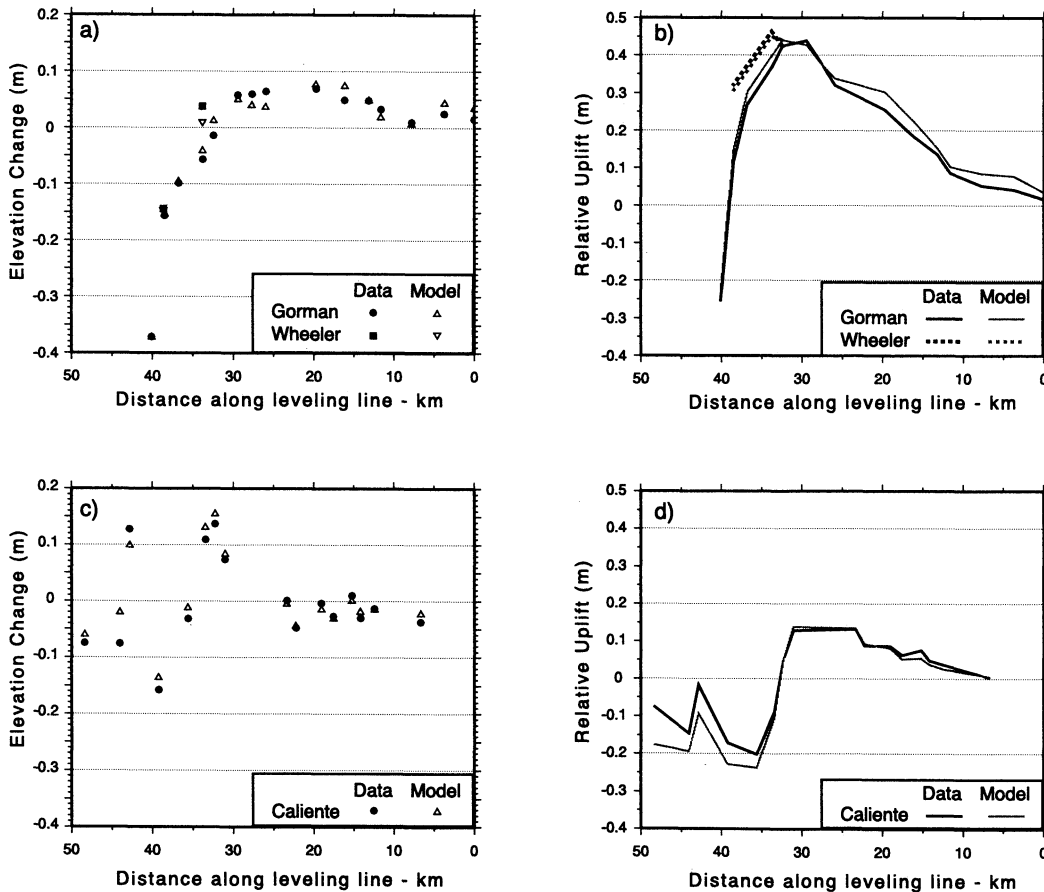 a)
Elevation Change (m)
0.2
0.1
0
-0.1
-0.2
-0.3
-0.4
Data Model
Gorman
Wheeler
50 40 30 20 10 0
Distance along leveling line - km
b)
Relative Uplift (m)
0.5
0.4
0.3
0.2
0.1
0
-0.1
-0.2
-0.3
-0.4
Data Model
Gorman
Wheeler
50 40 30 20 10 0
Distance along leveling line - km
c)
Elevation Change (m)
0.2
0.1
0
-0.1
-0.2
-0.3
-0.4
Data Model
Caliente
50 40 30 20 10 0
Distance along leveling line - km
d)
Relative Uplift (m)
0.5
0.4
0.3
0.2
0.1
0
-0.1
-0.2
-0.3
-0.4
Data Model
Caliente
50 40 30 20 10 0
Distance along leveling line - km